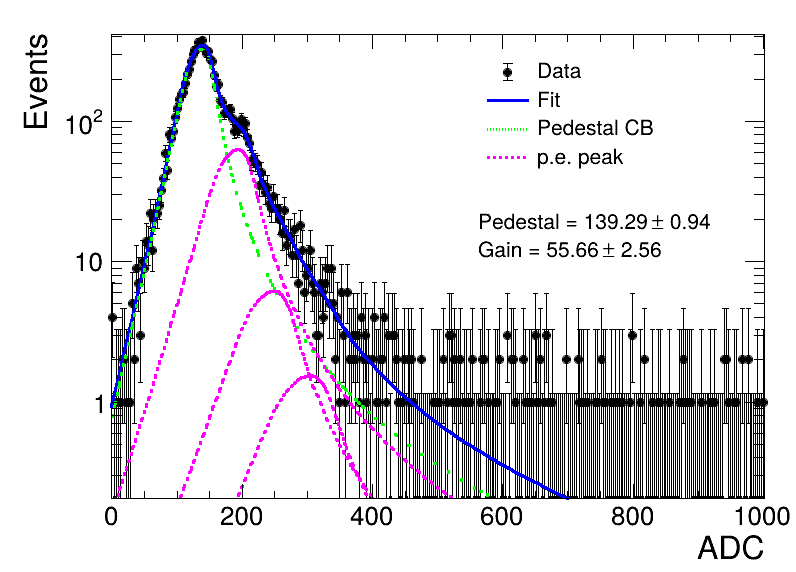 Events
10²
10
1
Data
Fit
Pedestal CB
p.e. peak
Pedestal = 139.29 ± 0.94
Gain = 55.66 ± 2.56
0 200 400 600 800 1000
ADC